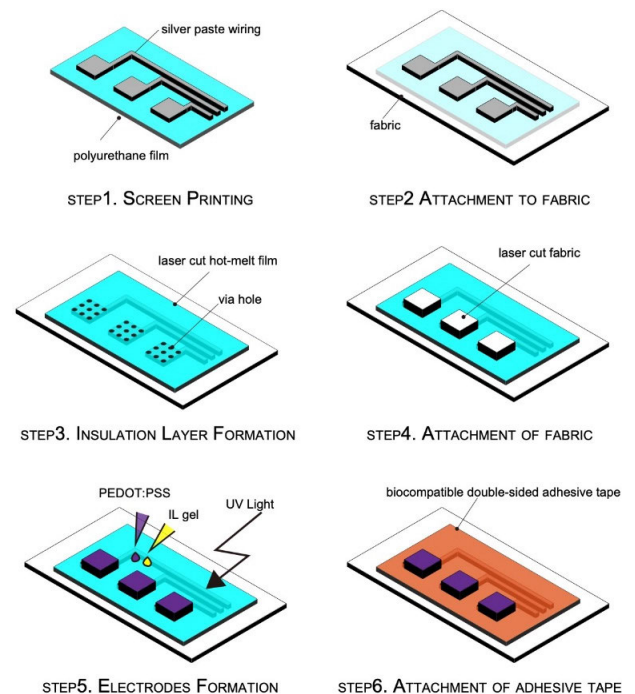 silver paste wiring
polyurethane film
STEP1. SCREEN PRINTING
fabric
STEP2 ATTACHMENT TO FABRIC
laser cut hot-melt film
via hole
STEP3. INSULATION LAYER FORMATION
laser cut fabric
STEP4. ATTACHMENT OF FABRIC
PEDOT:PSS
IL gel
UV Light
STEP5. ELECTRODES FORMATION
biocompatible double-sided adhesive tape
STEP6. ATTACHMENT OF ADHESIVE TAPE